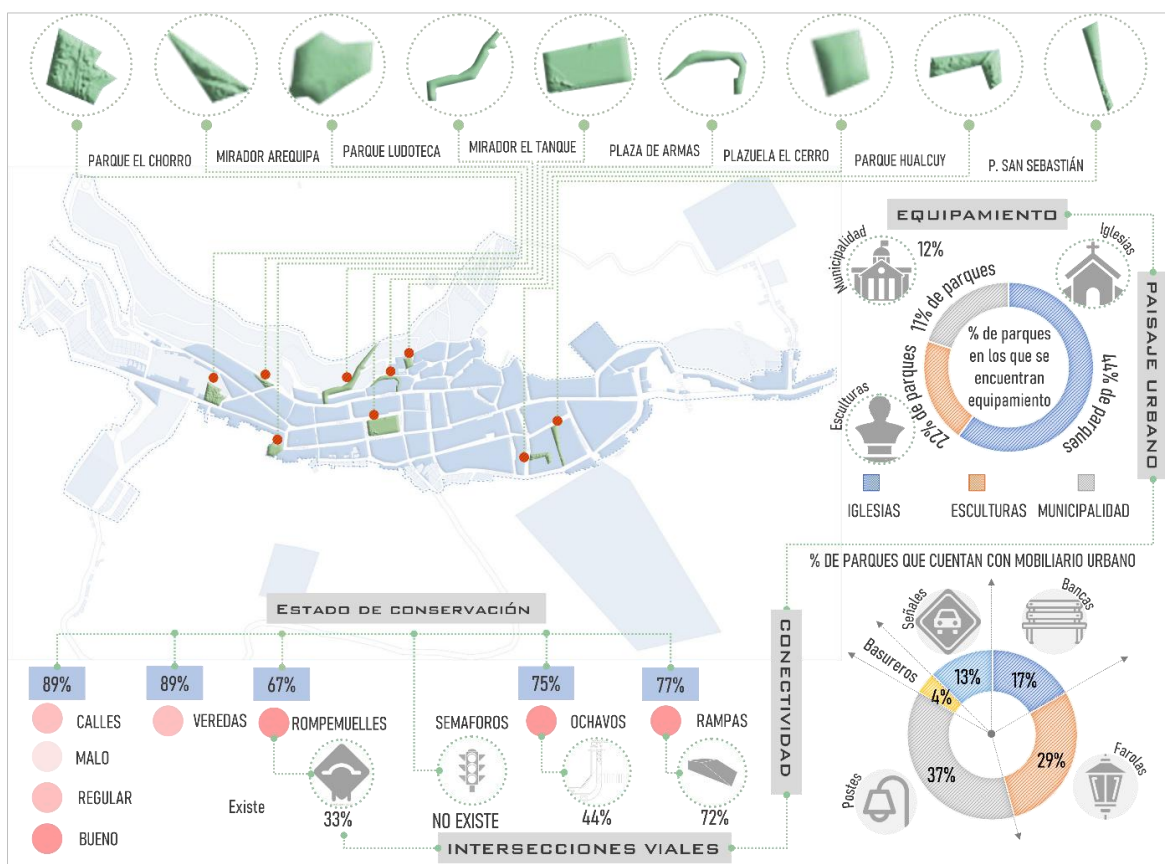 PARQUE EL CHORRO
MIRADOR AREQUIPA
PARQUE LUDOTECA
MIRADOR EL TANQUE
PLAZA DE ARMAS
PLAZUELA EL CERRO
PARQUE HUALCUY
P. SAN SEBASTIÁN
EQUIPAMIENTO
Municipalidad
12%
Iglesias
11% de parques
% de parques
en los que se
encuentran
equipamiento
Esculturas
22% de parques
44% de parques
IGLESIAS
ESCULTURAS
MUNICIPALIDAD
PAISAJE URBANO
% DE PARQUES QUE CUENTAN CON MOBILIARIO URBANO
Señales
Bancas
Basureros
13%
17%
4%
37%
29%
Postes
Farolas
CONECTIVIDAD
ESTADO DE CONSERVACIÓN
89%
89%
67%
75%
77%
CALLES
VEREDAS
ROMPEMUELLES
SEMAFOROS
OCHAVOS
RAMPAS
MALO
REGULAR
BUENO
Existe
33%
NO EXISTE
44%
72%
INTERSECCIONES VIALES